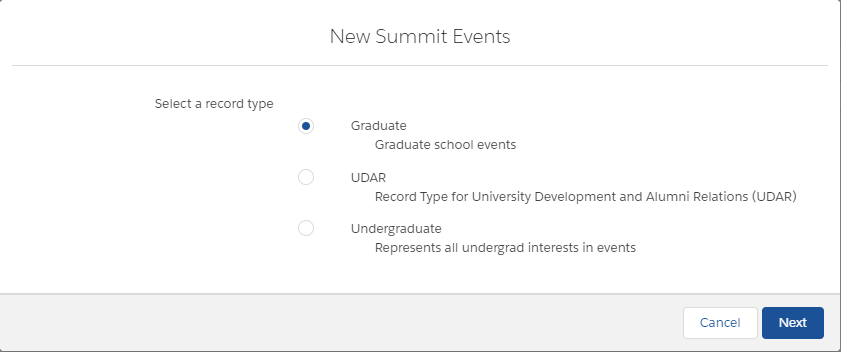 New Summit Events
Select a record type
Graduate
Graduate school events
UDAR
Record Type for University Development and Alumni Relations (UDAR)
Undergraduate
Represents all undergrad interests in events
Cancel
Next